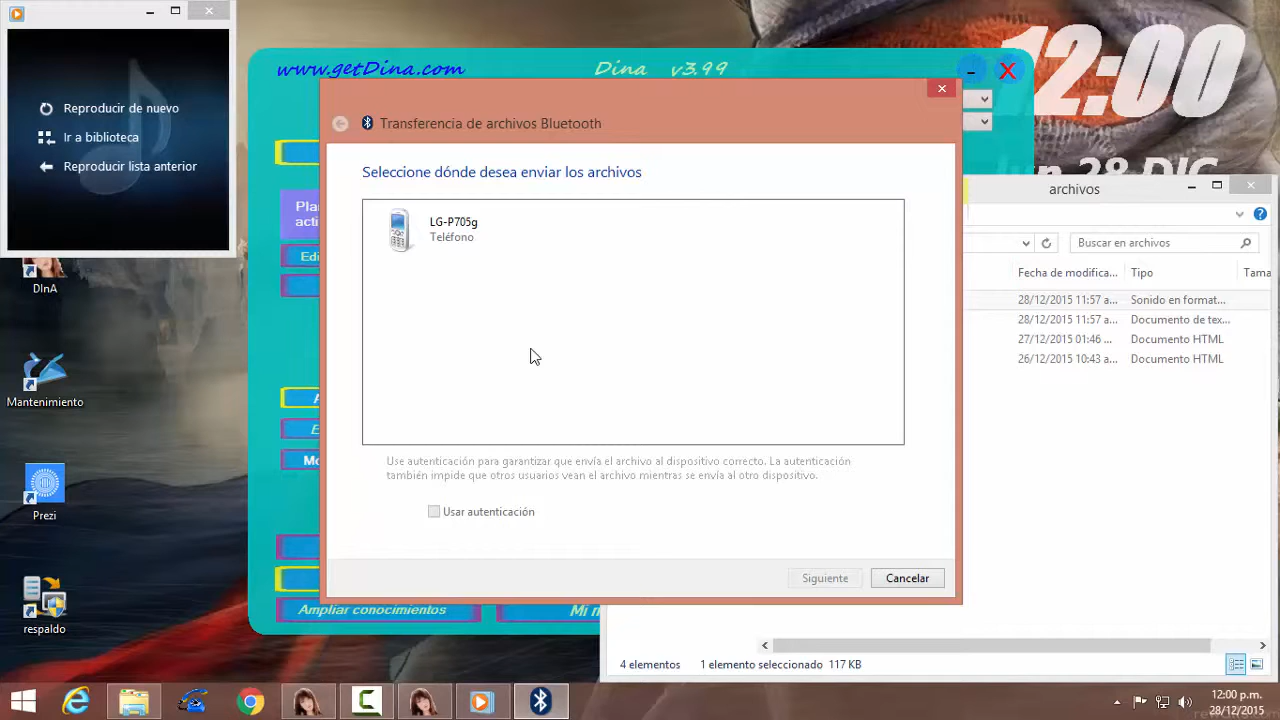 Reproducir de nuevo
Ir a biblioteca
Reproducir lista anterior
www.getDina.com
Dina v3.99
12:00
lun 28 DIC
Transferencia de archivos Bluetooth
Seleccione dónde desea enviar los archivos
LG-P705g
Teléfono
Use autenticación para garantizar que envía el archivo al dispositivo correcto. La autenticación
también impide que otros usuarios vean el archivo mientras se envía al otro dispositivo.
Usar autenticación
Siguiente
Cancelar
Edi
Ampliar conocimientos
Mi
archivos
Buscar en archivos
Fecha de modifica... Tipo Tama
28/12/2015 11:57 a... Sonido en format...
28/12/2015 11:57 a... Documento de tex...
27/12/2015 01:46 ... Documento HTML
26/12/2015 10:43 a... Documento HTML
4 elementos 1 elemento seleccionado 117 KB
DInA
Mantenimiento
Prezi
respaldo
12:00 p.m.
28/12/2015